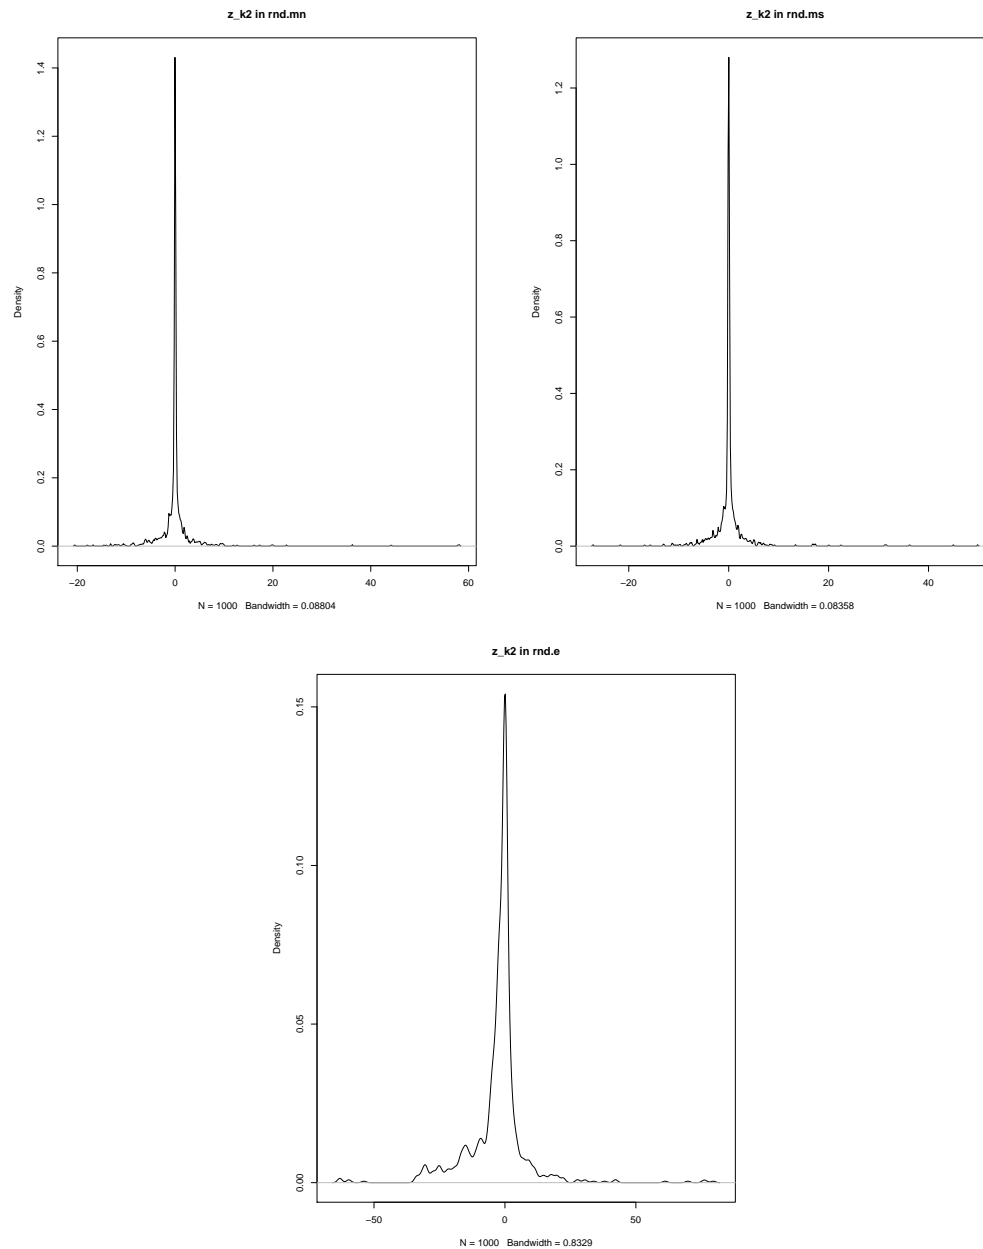 z_k2 in rnd.mn
Density
0.0 0.2 0.4 0.6 0.8 1.0 1.2 1.4
−20 0 20 40 60
N = 1000 Bandwidth = 0.08804
z_k2 in rnd.ms
Density
0.0 0.2 0.4 0.6 0.8 1.0 1.2
−20 0 20 40
N = 1000 Bandwidth = 0.08358
z_k2 in rnd.e
Density
0.00 0.05 0.10 0.15
−50 0 50
N = 1000 Bandwidth = 0.8329